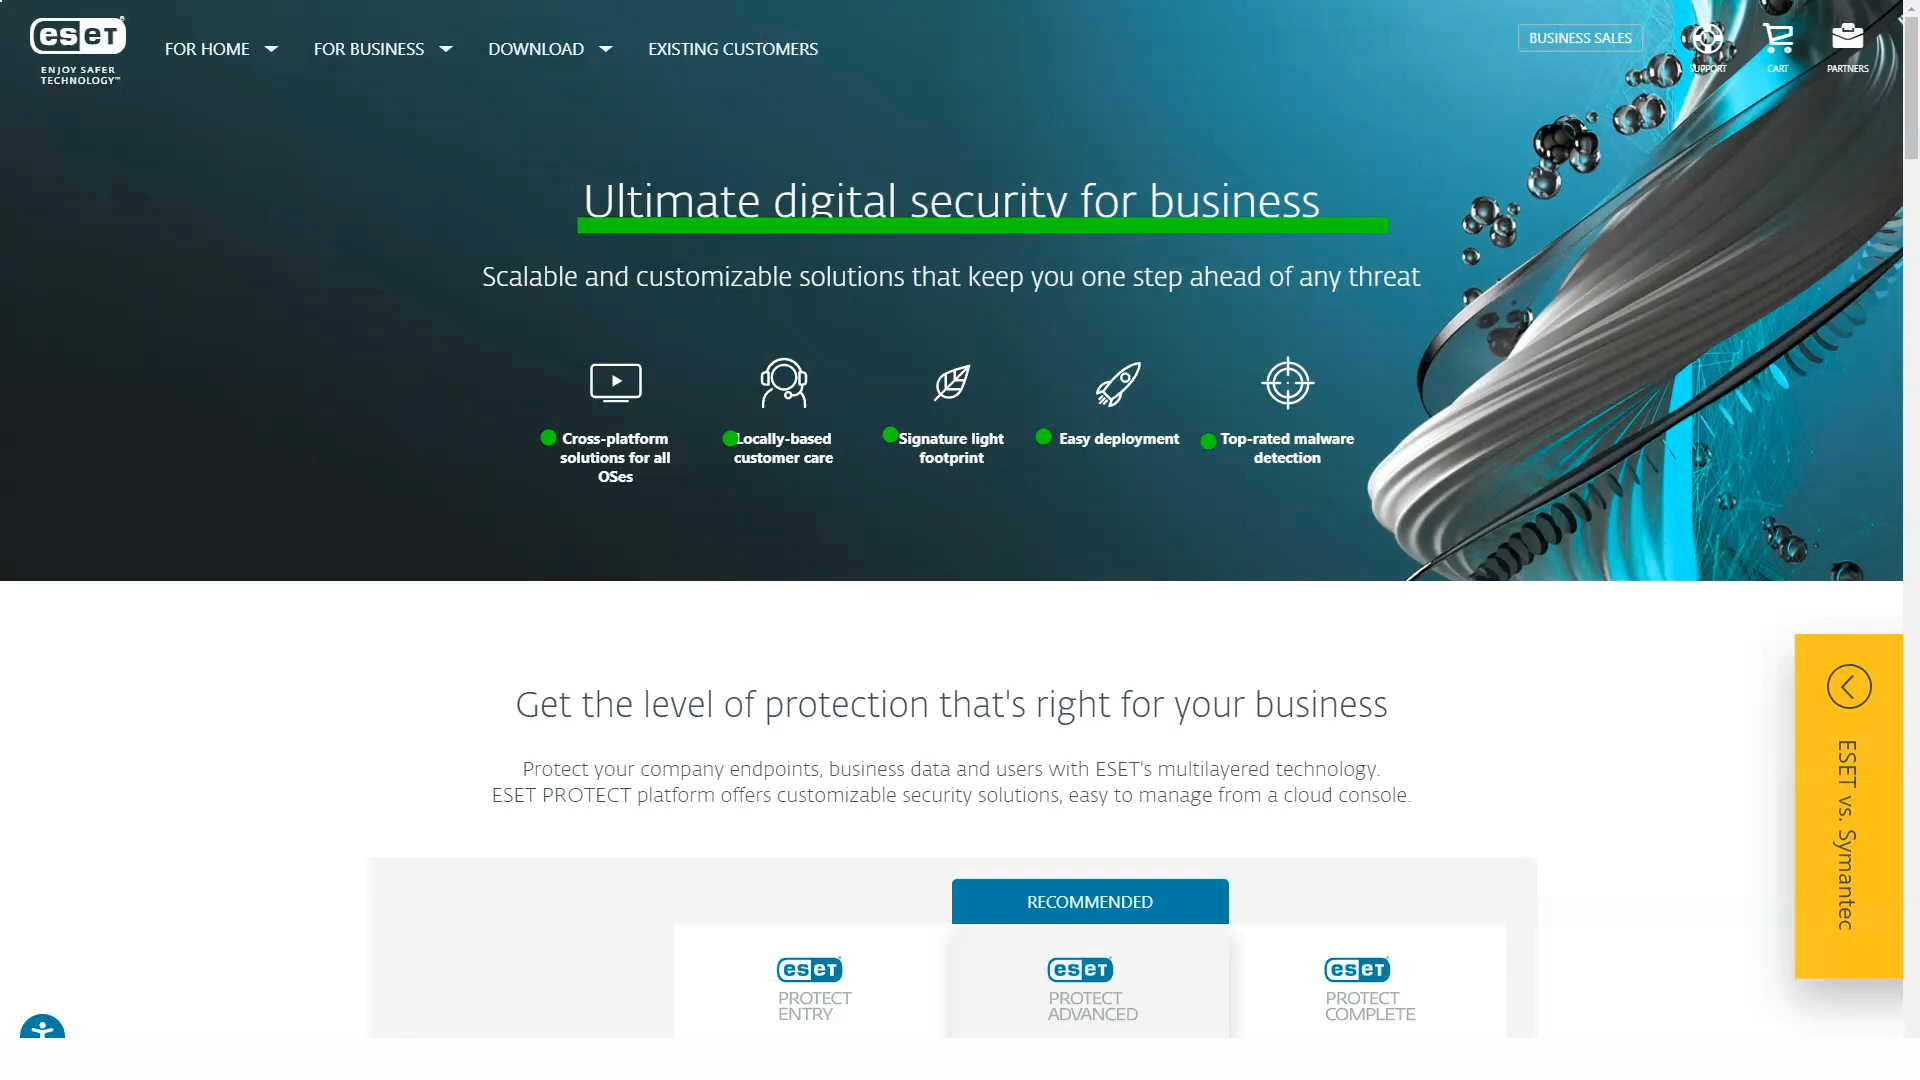 eseT
ENJOY SAFER
TECHNOLOGY™
FOR HOME
FOR BUSINESS
DOWNLOAD
EXISTING CUSTOMERS
BUSINESS SALES
SUPPORT
CART
PARTNERS
Ultimate digital security for business
Scalable and customizable solutions that keep you one step ahead of any threat
Cross-platform
solutions for all
OSes
Locally-based
customer care
Signature light
footprint
Easy deployment
Top-rated malware
detection
Get the level of protection that's right for your business
Protect your company endpoints, business data and users with ESET's multilayered technology.
ESET PROTECT platform offers customizable security solutions, easy to manage from a cloud console.
ESET vs. Symantec
RECOMMENDED
eseT
PROTECT
ENTRY
eseT
PROTECT
ADVANCED
eseT
PROTECT
COMPLETE